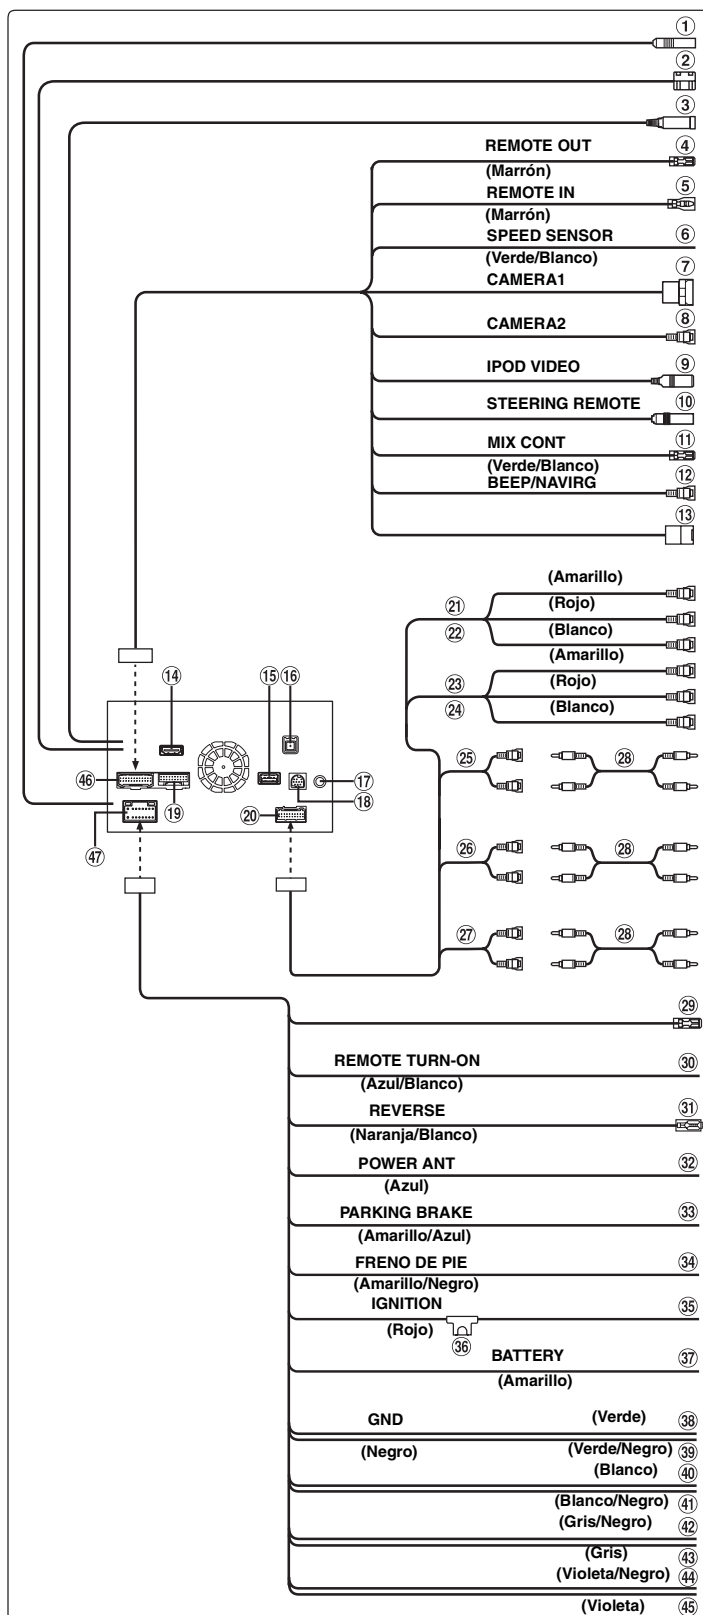 ①
②
③
REMOTE OUT ④
(Marrón)
REMOTE IN ⑤
(Marrón)
SPEED SENSOR ⑥
(Verde/Blanco)
⑦
CAMERA1
CAMERA2 ⑧
IPOD VIDEO ⑨
STEERING REMOTE ⑩
MIX CONT ⑪
(Verde/Blanco)
BEEP/NAVIRG ⑫
⑬
(Amarillo)
㉑ (Rojo)
㉒ (Blanco)
(Amarillo)
㉓ (Rojo)
㉔ (Blanco)
⑭ ⑮ ⑯
㉕ ㉘
㊻ ⑲ ⑱ ⑰
⑳
㊼
㉖ ㉘
㉗ ㉘
㉙
REMOTE TURN-ON ㉚
(Azul/Blanco)
REVERSE ㉛
(Naranja/Blanco)
POWER ANT ㉜
(Azul)
PARKING BRAKE ㉝
(Amarillo/Azul)
FRENO DE PIE ㉞
(Amarillo/Negro)
IGNITION ㉟
(Rojo) ㊱
BATTERY ㊲
(Amarillo)
GND (Verde) ㊳
(Negro) (Verde/Negro) ㊴
(Blanco) ㊵
(Blanco/Negro) ㊶
(Gris/Negro) ㊷
(Gris) ㊸
(Violeta/Negro) ㊹
(Violeta) ㊺